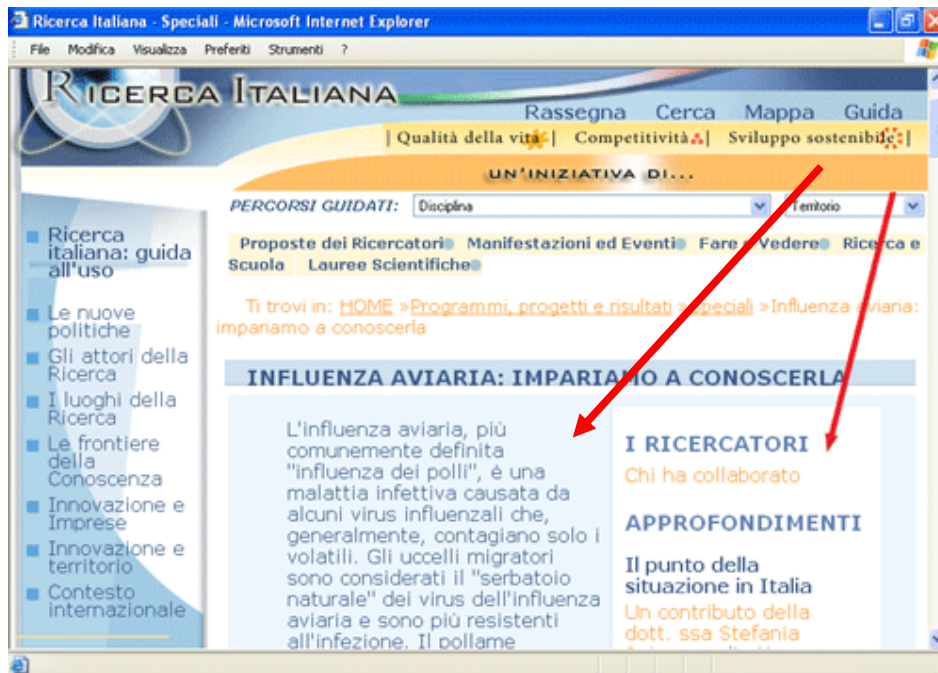 Ricerca Italiana - Speciali - Microsoft Internet Explorer
File Modifica Visualizza Preferiti Strumenti ?
RICERCA ITALIANA
Rassegna Cerca Mappa Guida
| Qualità della vita | Competitività | Sviluppo sostenibile |
UN'INIZIATIVA DI...
PERCORSI GUIDATI: Disciplina Territorio
Proposte dei Ricercatori Manifestazioni ed Eventi Fare e Vedere Ricerca e
Scuola Lauree Scientifiche
Ti trovi in: HOME »Programmi, progetti e risultati »Speciali »Influenza aviaria:
impariamo a conoscerla
Ricerca
italiana: guida
all'uso
Le nuove
politiche
Gli attori della
Ricerca
I luoghi della
Ricerca
Le frontiere
della
Conoscenza
Innovazione e
Imprese
Innovazione e
territorio
Contesto
internazionale
INFLUENZA AVIARIA: IMPARIAMO A CONOSCERLA
L'influenza aviaria, più
comunemente definita
"influenza dei polli", è una
malattia infettiva causata da
alcuni virus influenzali che,
generalmente, contagiano solo i
volatili. Gli uccelli migratori
sono considerati il "serbatoio
naturale" dei virus dell'influenza
aviaria e sono più resistenti
all'infezione. Il pollame
I RICERCATORI
Chi ha collaborato
APPROFONDIMENTI
Il punto della
situazione in Italia
Un contributo della
dott. ssa Stefania